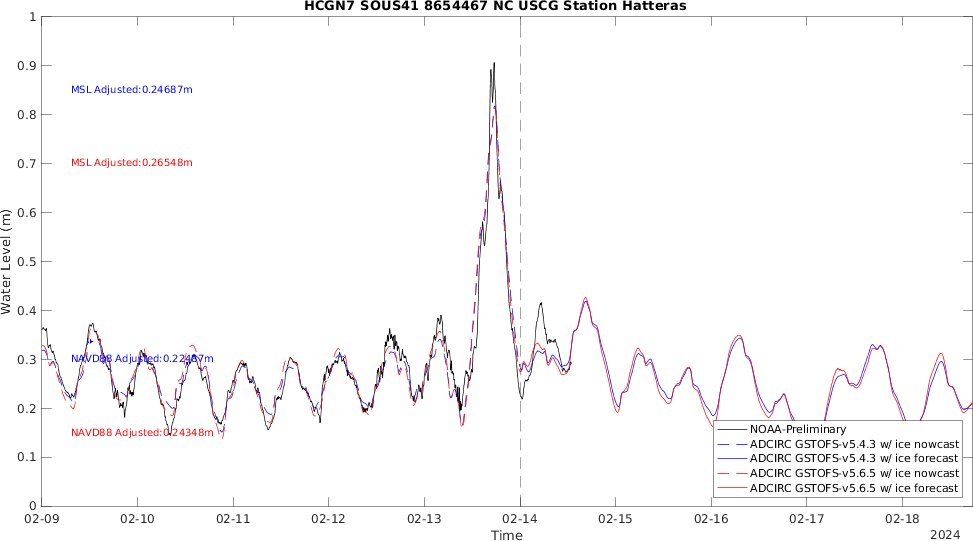 HCGN7 SOUS41 8654467 NC USCG Station Hatteras
1
0.9
0.8
0.7
0.6
0.5
0.4
0.3
0.2
0.1
0
Water Level (m)
MSL Adjusted:0.24687m
MSL Adjusted:0.26548m
NAVD88 Adjusted:0.22487m
NAVD88 Adjusted:0.24348m
NOAA-Preliminary
ADCIRC GSTOFS-v5.4.3 w/ ice nowcast
ADCIRC GSTOFS-v5.4.3 w/ ice forecast
ADCIRC GSTOFS-v5.6.5 w/ ice nowcast
ADCIRC GSTOFS-v5.6.5 w/ ice forecast
02-09 02-10 02-11 02-12 02-13 02-14 02-15 02-16 02-17 02-18
Time
2024